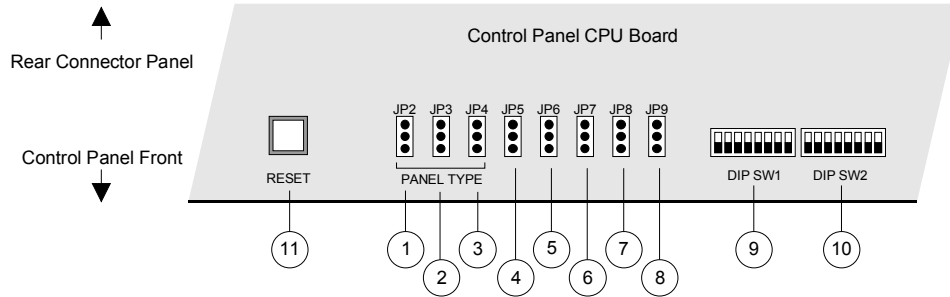 Control Panel CPU Board
Rear Connector Panel
JP2 JP3 JP4 JP5 JP6 JP7 JP8 JP9
Control Panel Front
RESET
PANEL TYPE
DIP SW1
DIP SW2
11 1 3 5 7 9 10
2 4 6 8